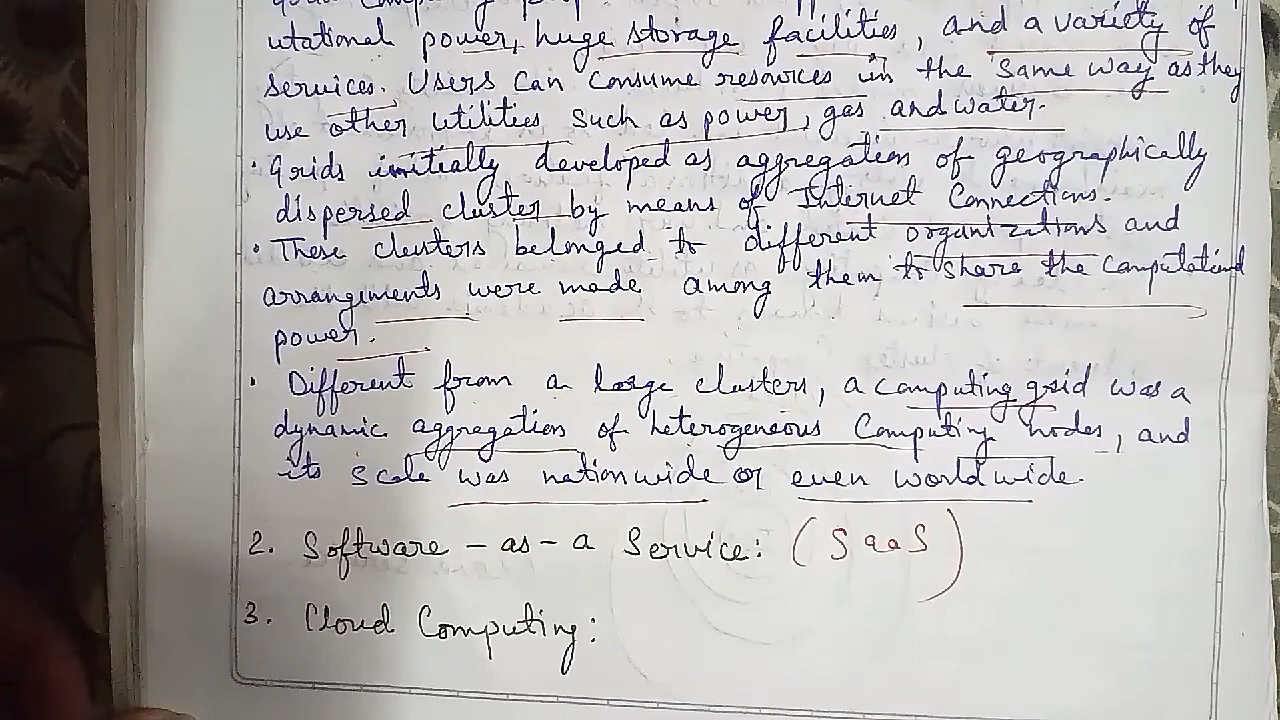 utational power, huge storage facilities, and a variety of
services. Users can consume resources in the same way as they
use other utilities such as power, gas and water.
• Grids initially developed as aggregation of geographically
dispersed cluster by means of Internet Connections.
• These clusters belonged to different organizations and
arrangements were made among them to share the computational
power.
• Different from a large clusters, a computing grid was a
dynamic aggregation of heterogeneous Computing nodes, and
its scale was nationwide or even worldwide.
2. Software - as - a Service: (SaaS)
3. Cloud Computing: